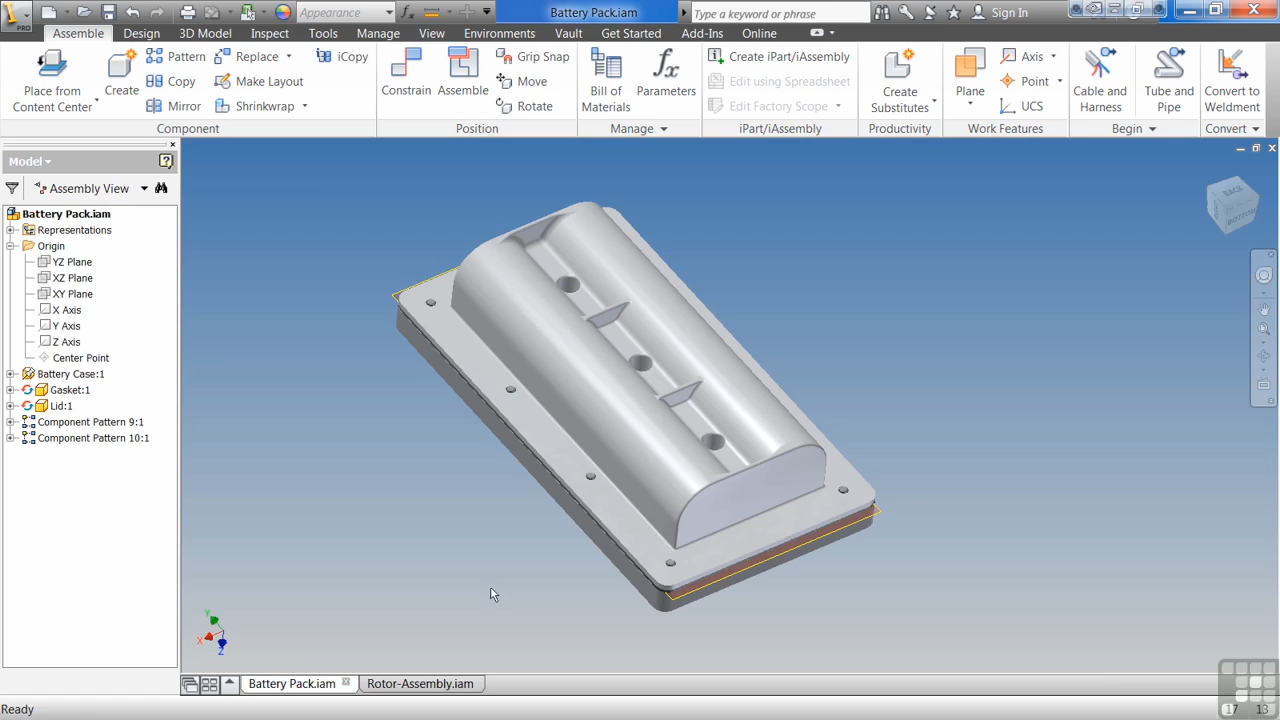 Appearance
Battery Pack.iam
Type a keyword or phrase
Sign In
PRO
Assemble Design 3D Model Inspect Tools Manage View Environments Vault Get Started Add-Ins Online
Place from
Content Center
Create
Pattern
Copy
Mirror
Replace
Make Layout
Shrinkwrap
iCopy
Component
Constrain
Assemble
Grip Snap
Move
Rotate
Position
Bill of
Materials
Parameters
Manage
Create iPart/iAssembly
Edit using Spreadsheet
Edit Factory Scope
iPart/iAssembly
Create
Substitutes
Productivity
Plane
Axis
Point
UCS
Work Features
Cable and
Harness
Tube and
Pipe
Begin
Convert to
Weldment
Convert
Model
Assembly View
Battery Pack.iam
Representations
Origin
YZ Plane
XZ Plane
XY Plane
X Axis
Y Axis
Z Axis
Center Point
Battery Case:1
Gasket:1
Lid:1
Component Pattern 9:1
Component Pattern 10:1
BACK
BOTTOM
Y
X
Z
Battery Pack.iam
Rotor-Assembly.iam
Ready
17 13